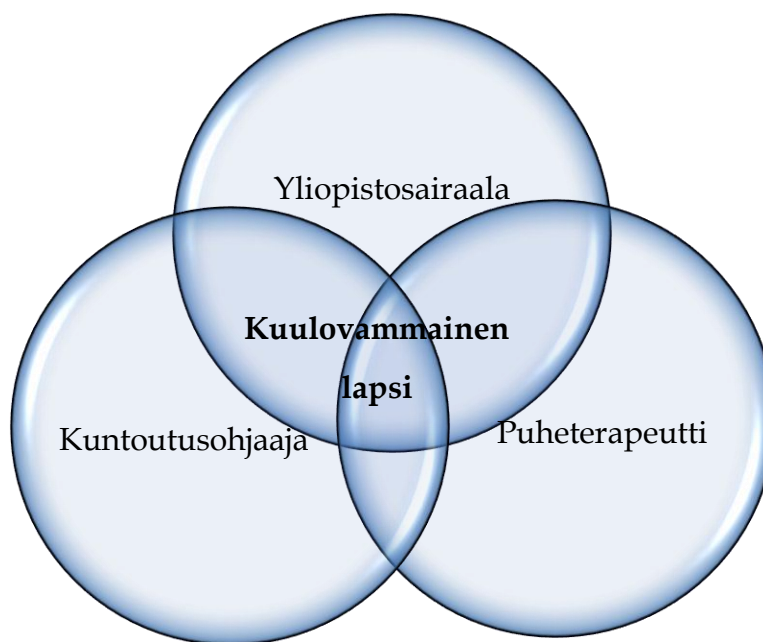 Yliopistosairaala
Kuulovammainen
lapsi
Kuntoutusohjaaja
Puheterapeutti